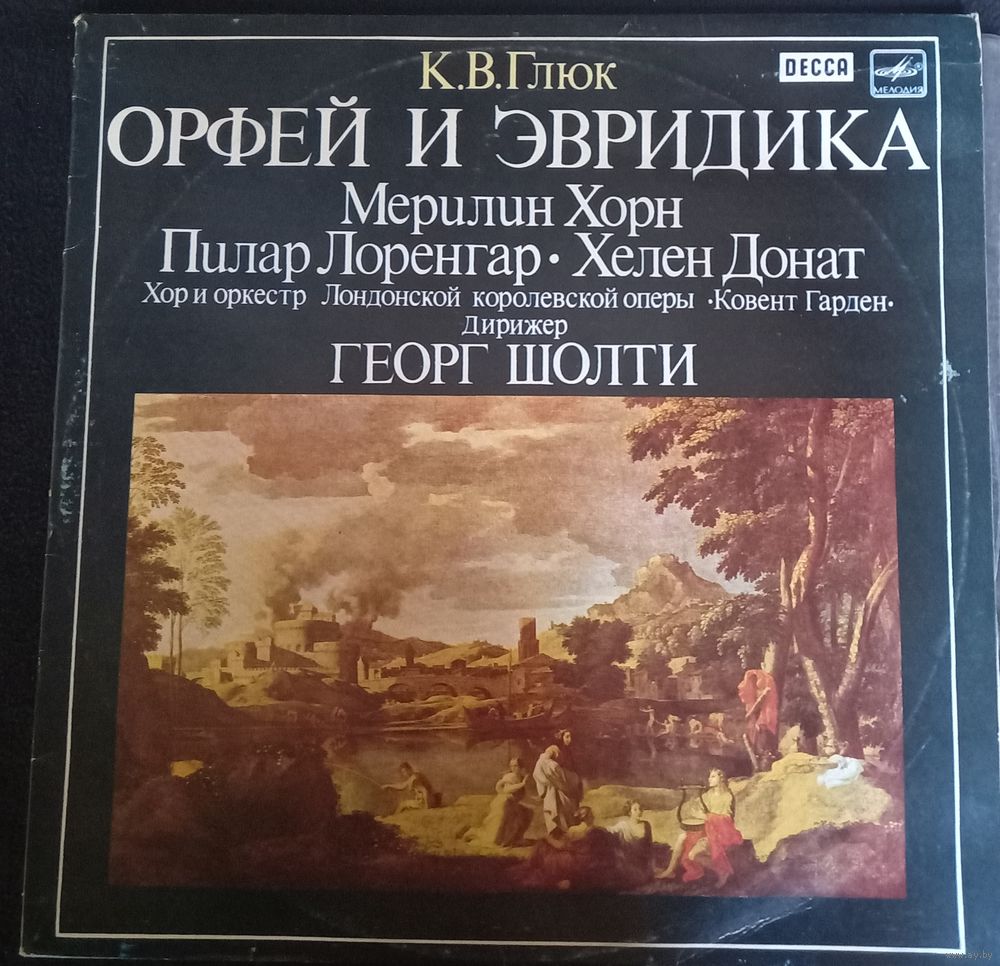 К.В.Глюк
DECCA
МЕЛОДИЯ
ОРФЕЙ И ЭВРИДИКА
Мерилин Хорн
Пилар Лоренгар · Хелен Донат
Хор и оркестр Лондонской королевской оперы ·Ковент Гарден·
Дирижер
ГЕОРГ ШОЛТИ